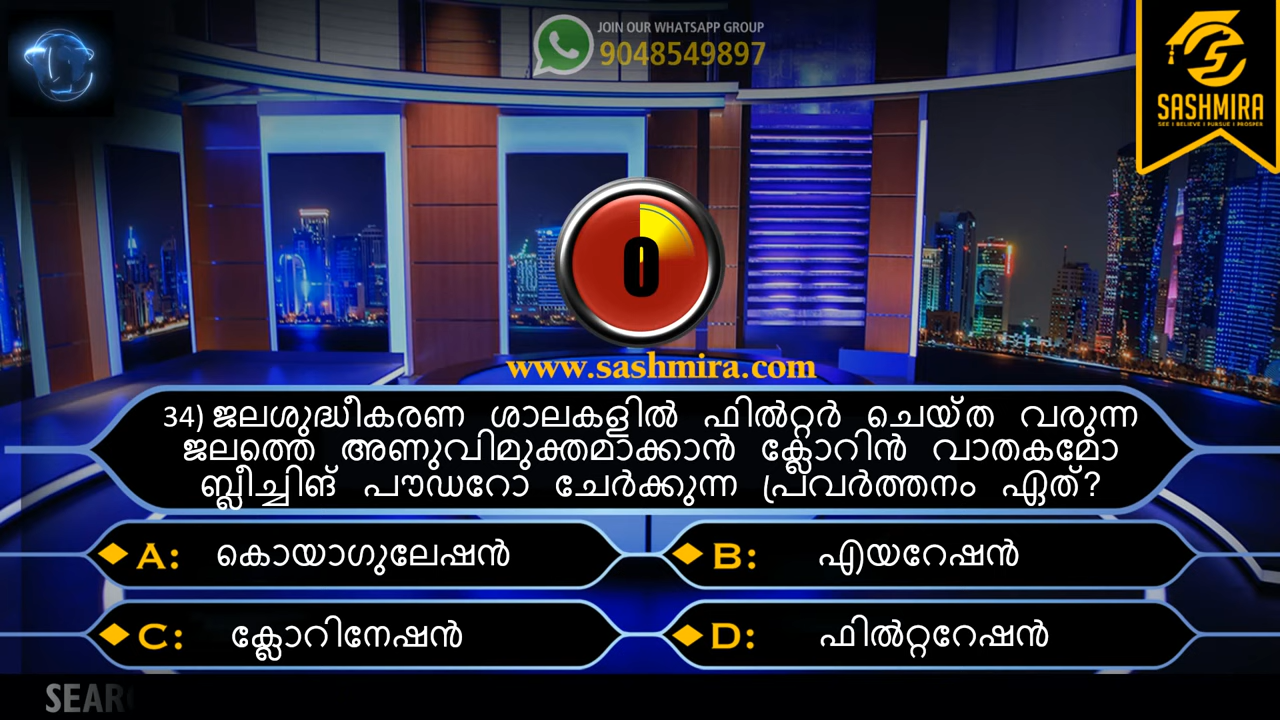 JOIN OUR WHATSAPP GROUP
9048549897
SASHMIRA
SEE I BELIEVE I PURSUE I PROSPER
0
www.sashmira.com
34) ജലശുദ്ധീകരണ ശാലകളിൽ ഫിൽറ്റർ ചെയ്ത വരുന്ന
ജലത്തെ അണുവിമുക്തമാക്കാൻ ക്ലോറിൻ വാതകമോ
ബ്ലീച്ചിങ് പൗഡറോ ചേർക്കുന്ന പ്രവർത്തനം ഏത്?
A: കൊയാഗുലേഷൻ
B: എയറേഷൻ
C: ക്ലോറിനേഷൻ
D: ഫിൽറ്ററേഷൻ